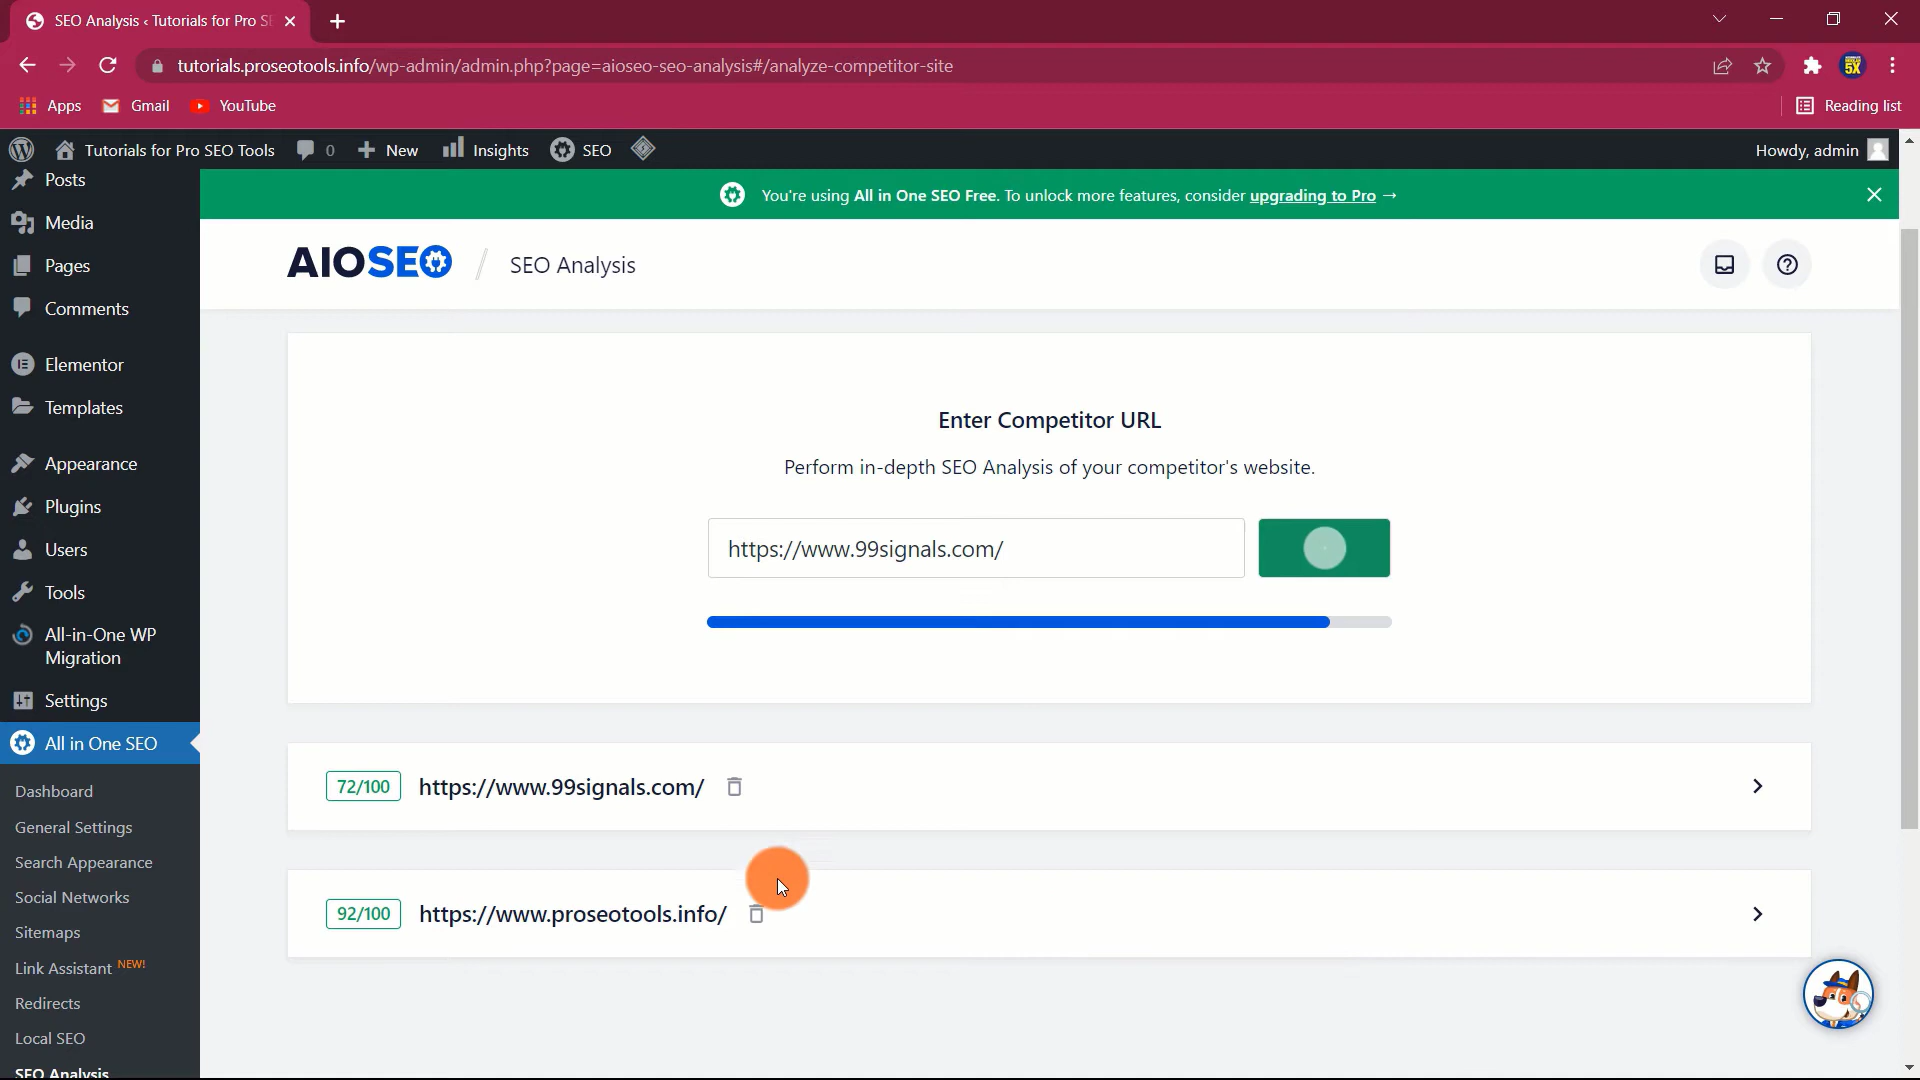 SEO Analysis ‹ Tutorials for Pro SE
tutorials.proseotools.info/wp-admin/admin.php?page=aioseo-seo-analysis#/analyze-competitor-site
5X
Apps
Gmail
YouTube
Reading list
Tutorials for Pro SEO Tools
0
New
Insights
SEO
Howdy, admin
You're using All in One SEO Free. To unlock more features, consider upgrading to Pro →
AIOSEO / SEO Analysis
Posts
Media
Pages
Comments
Elementor
Templates
Appearance
Plugins
Users
Tools
All-in-One WP
Migration
Settings
All in One SEO
Dashboard
General Settings
Search Appearance
Social Networks
Sitemaps
Link Assistant NEW!
Redirects
Local SEO
SEO Analysis
Enter Competitor URL
Perform in-depth SEO Analysis of your competitor's website.
https://www.99signals.com/
72/100 https://www.99signals.com/
92/100 https://www.proseotools.info/